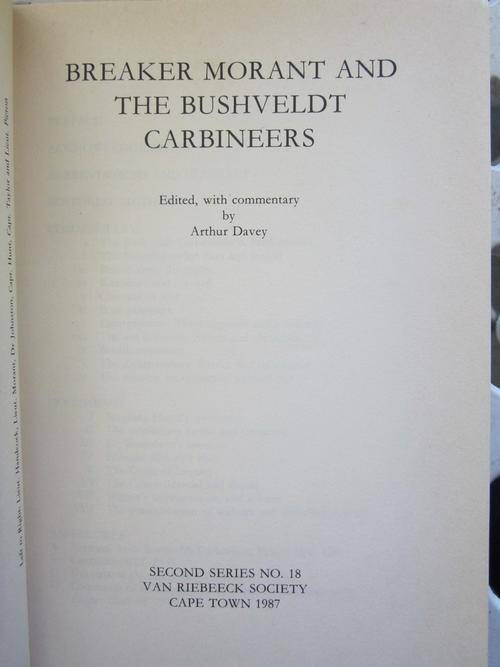 BREAKER MORANT AND
THE BUSHVELDT
CARBINEERS
Edited, with commentary
by
Arthur Davey
SECOND SERIES NO. 18
VAN RIEBEECK SOCIETY
CAPE TOWN 1987
Left to Right: Lieut. Handcock, Lieut. Morant, Dr Johnston, Capt. Hunt, Capt. Taylor and Lieut. Picton